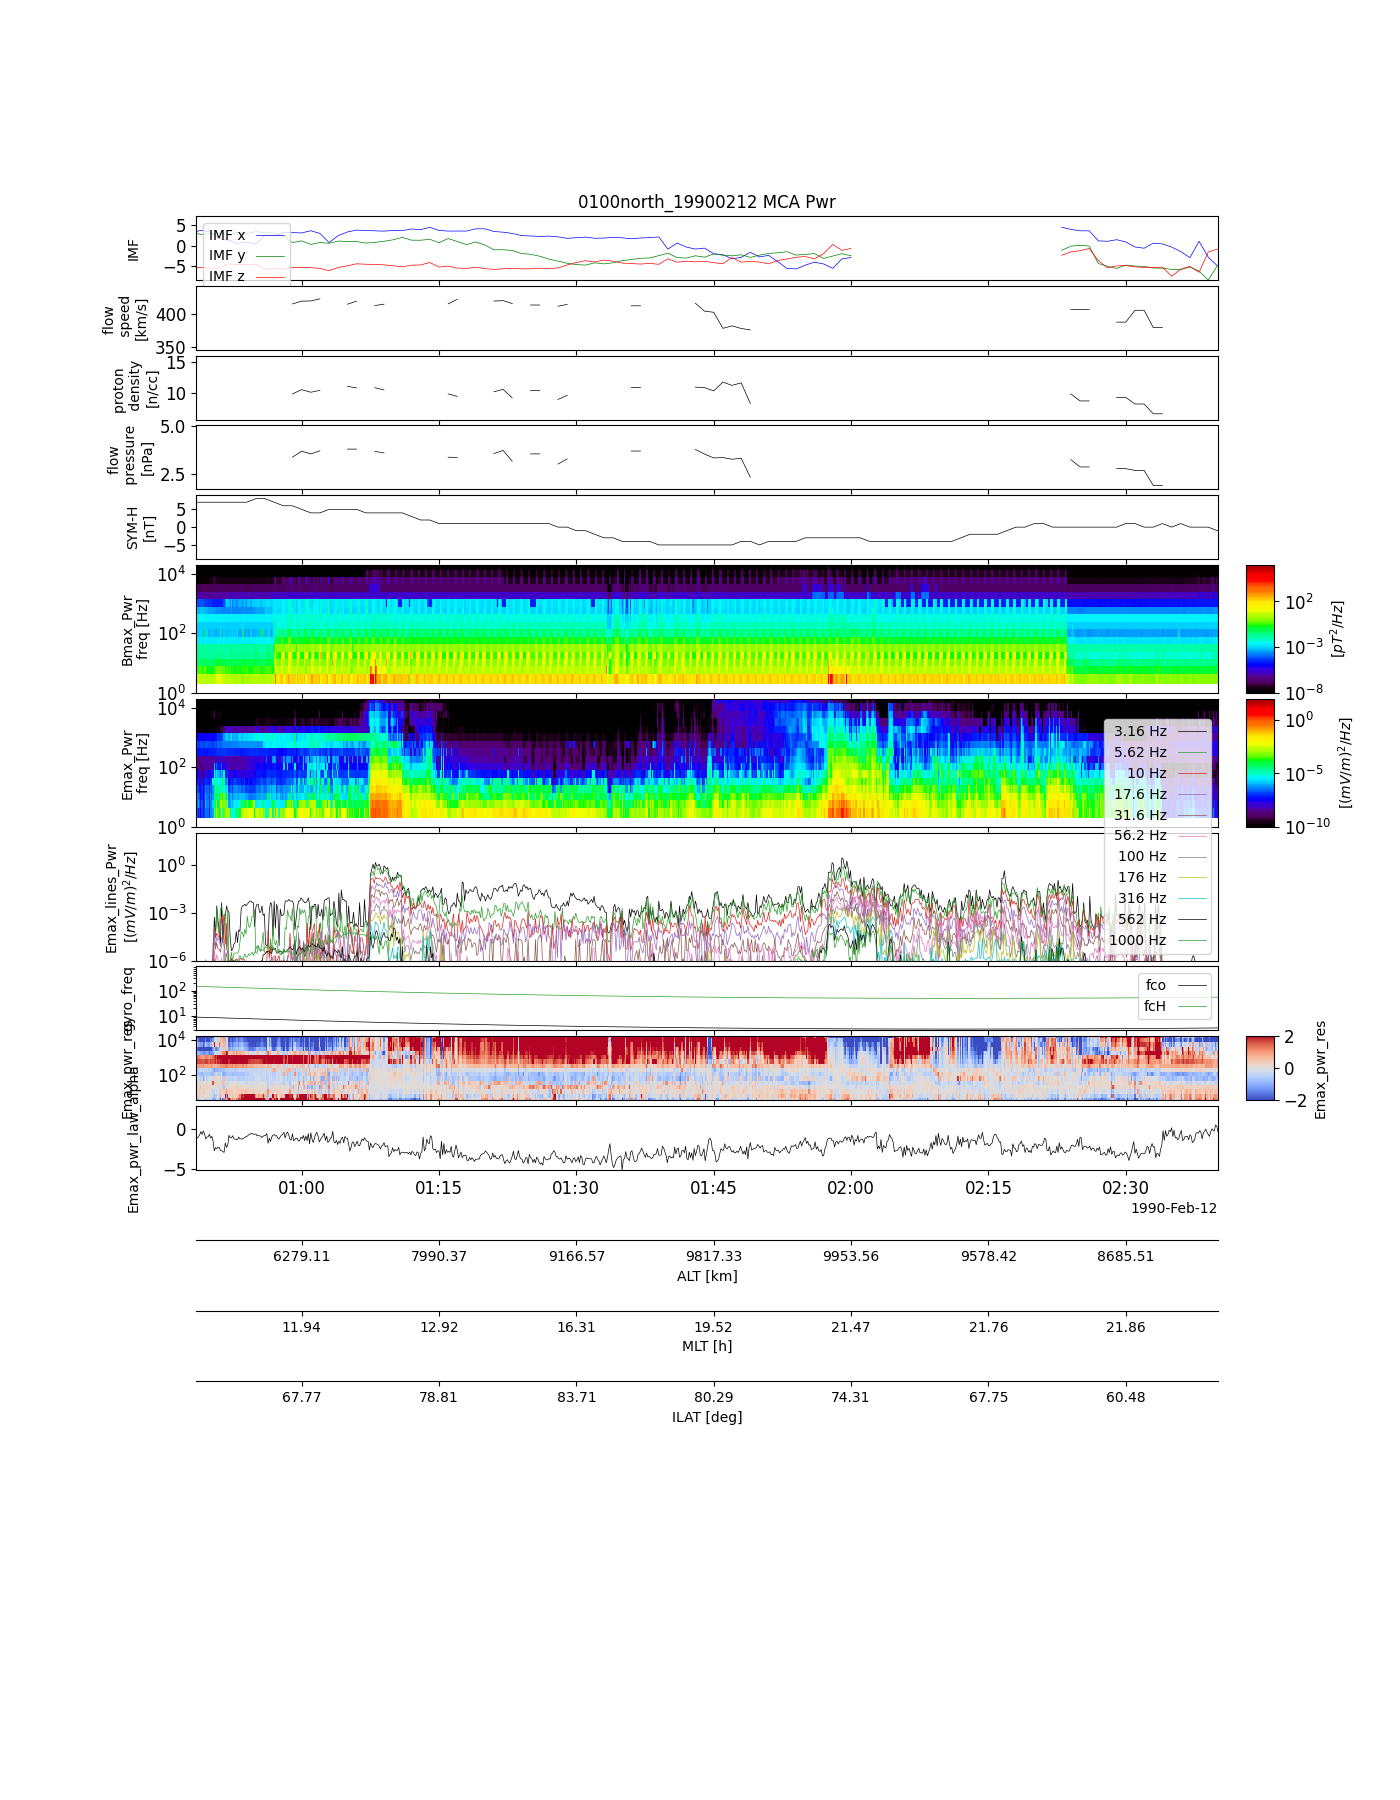 0100north_19900212 MCA Pwr
5
0
−5
IMF
IMF x
IMF y
IMF z
400
350
flow
speed
[km/s]
15
10
proton
density
[n/cc]
5.0
2.5
flow
pressure
[nPa]
5
0
−5
SYM-H
[nT]
10^4
10^2
10^0
Bmax_Pwr
freq [Hz]
10^2
10^−3
10^−8
[pT^2/Hz]
10^4
10^2
10^0
Emax_Pwr
freq [Hz]
10^0
10^−5
10^−10
[(mV/m)^2/Hz]
3.16 Hz
5.62 Hz
10 Hz
17.6 Hz
31.6 Hz
56.2 Hz
100 Hz
176 Hz
316 Hz
562 Hz
1000 Hz
10^0
10^−3
10^−6
Emax_lines_Pwr
[(mV/m)^2/Hz]
10^2
10^1
gyro_freq
fco
fcH
10^4
10^2
Emax_pwr_res
2
0
−2
Emax_pwr_res
0
−5
Emax_pwr_law_alpha
01:00 01:15 01:30 01:45 02:00 02:15 02:30
1990-Feb-12
6279.11 7990.37 9166.57 9817.33 9953.56 9578.42 8685.51
ALT [km]
11.94 12.92 16.31 19.52 21.47 21.76 21.86
MLT [h]
67.77 78.81 83.71 80.29 74.31 67.75 60.48
ILAT [deg]